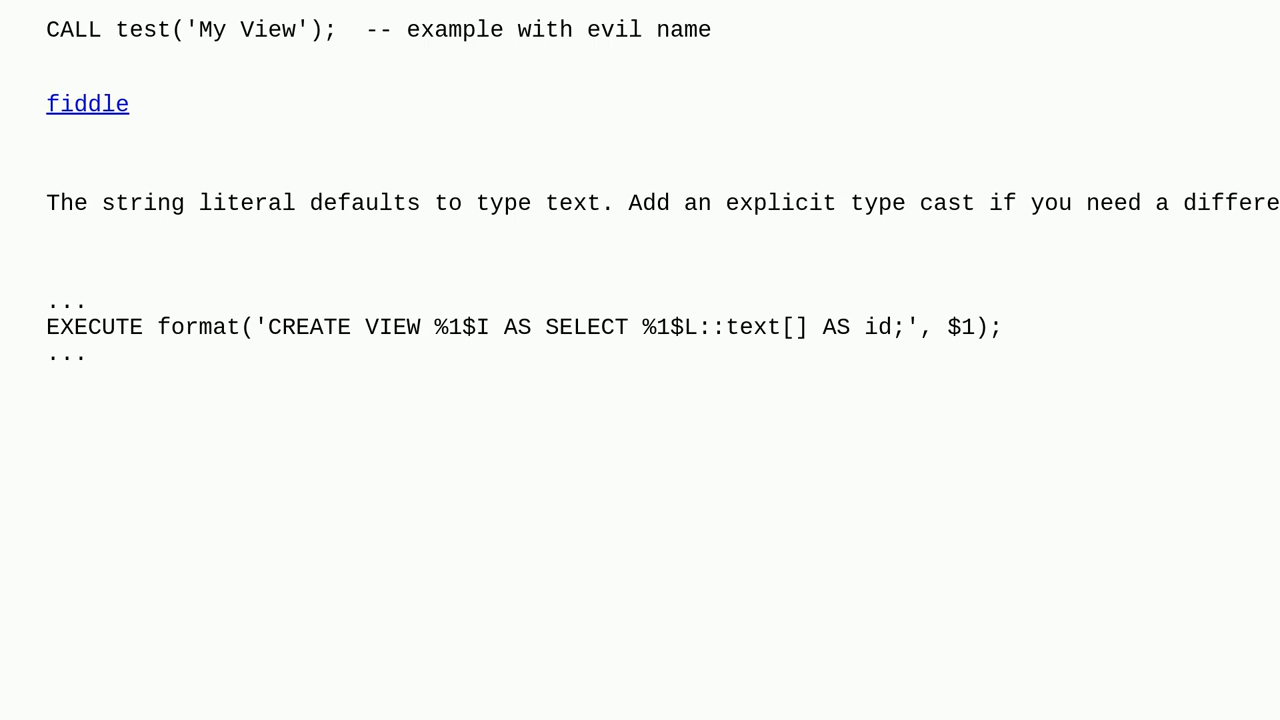 CALL test('My View');  -- example with evil name
fiddle
The string literal defaults to type text. Add an explicit type cast if you need a differe
...
EXECUTE format('CREATE VIEW %1$I AS SELECT %1$L::text[] AS id;', $1);
...